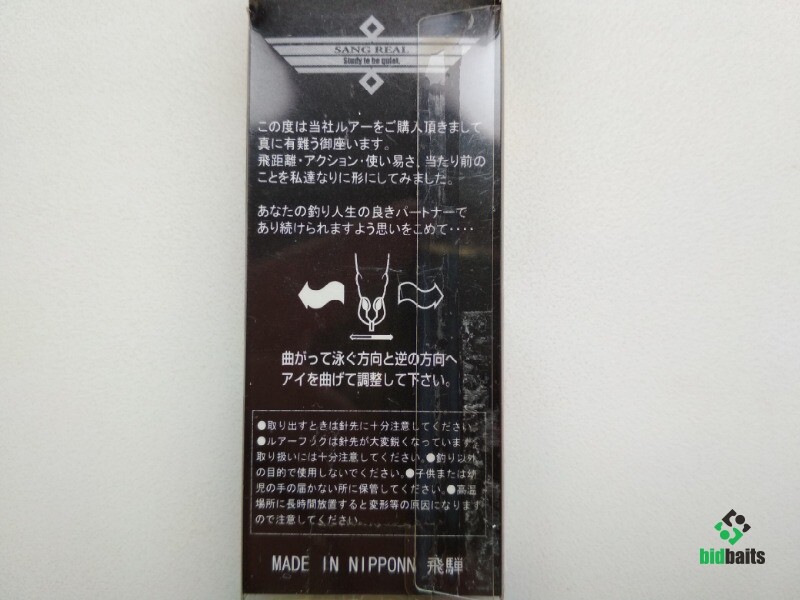 SANG REAL
Study to be quiet.
この度は当社ルアーをご購入頂きまして
真に有難う御座います。
飛距離・アクション・使い易さ、当たり前の
ことを私達なりに形にしてみました。
あなたの釣り人生の良きパートナーで
あり続けられますよう思いをこめて････
曲がって泳ぐ方向と逆の方向へ
アイを曲げて調整して下さい。
●取り出すときは針先に十分注意してください。
●ルアーフックは針先が大変鋭くなっています。
取り扱いには十分注意してください。●釣り以外
の目的で使用しないでください。●子供または幼
児の手の届かない所に保管してください。●高温
場所に長時間放置すると変形等の原因になります
ので注意してください。
MADE IN NIPPONN 飛騨
bidbaits